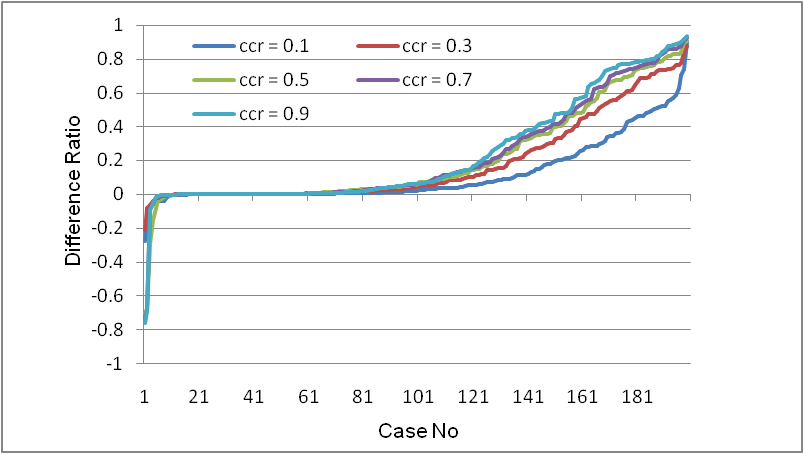 1
0.8
0.6
0.4
0.2
0
-0.2
-0.4
-0.6
-0.8
-1
Difference Ratio
ccr = 0.1
ccr = 0.3
ccr = 0.5
ccr = 0.7
ccr = 0.9
1 21 41 61 81 101 121 141 161 181
Case No